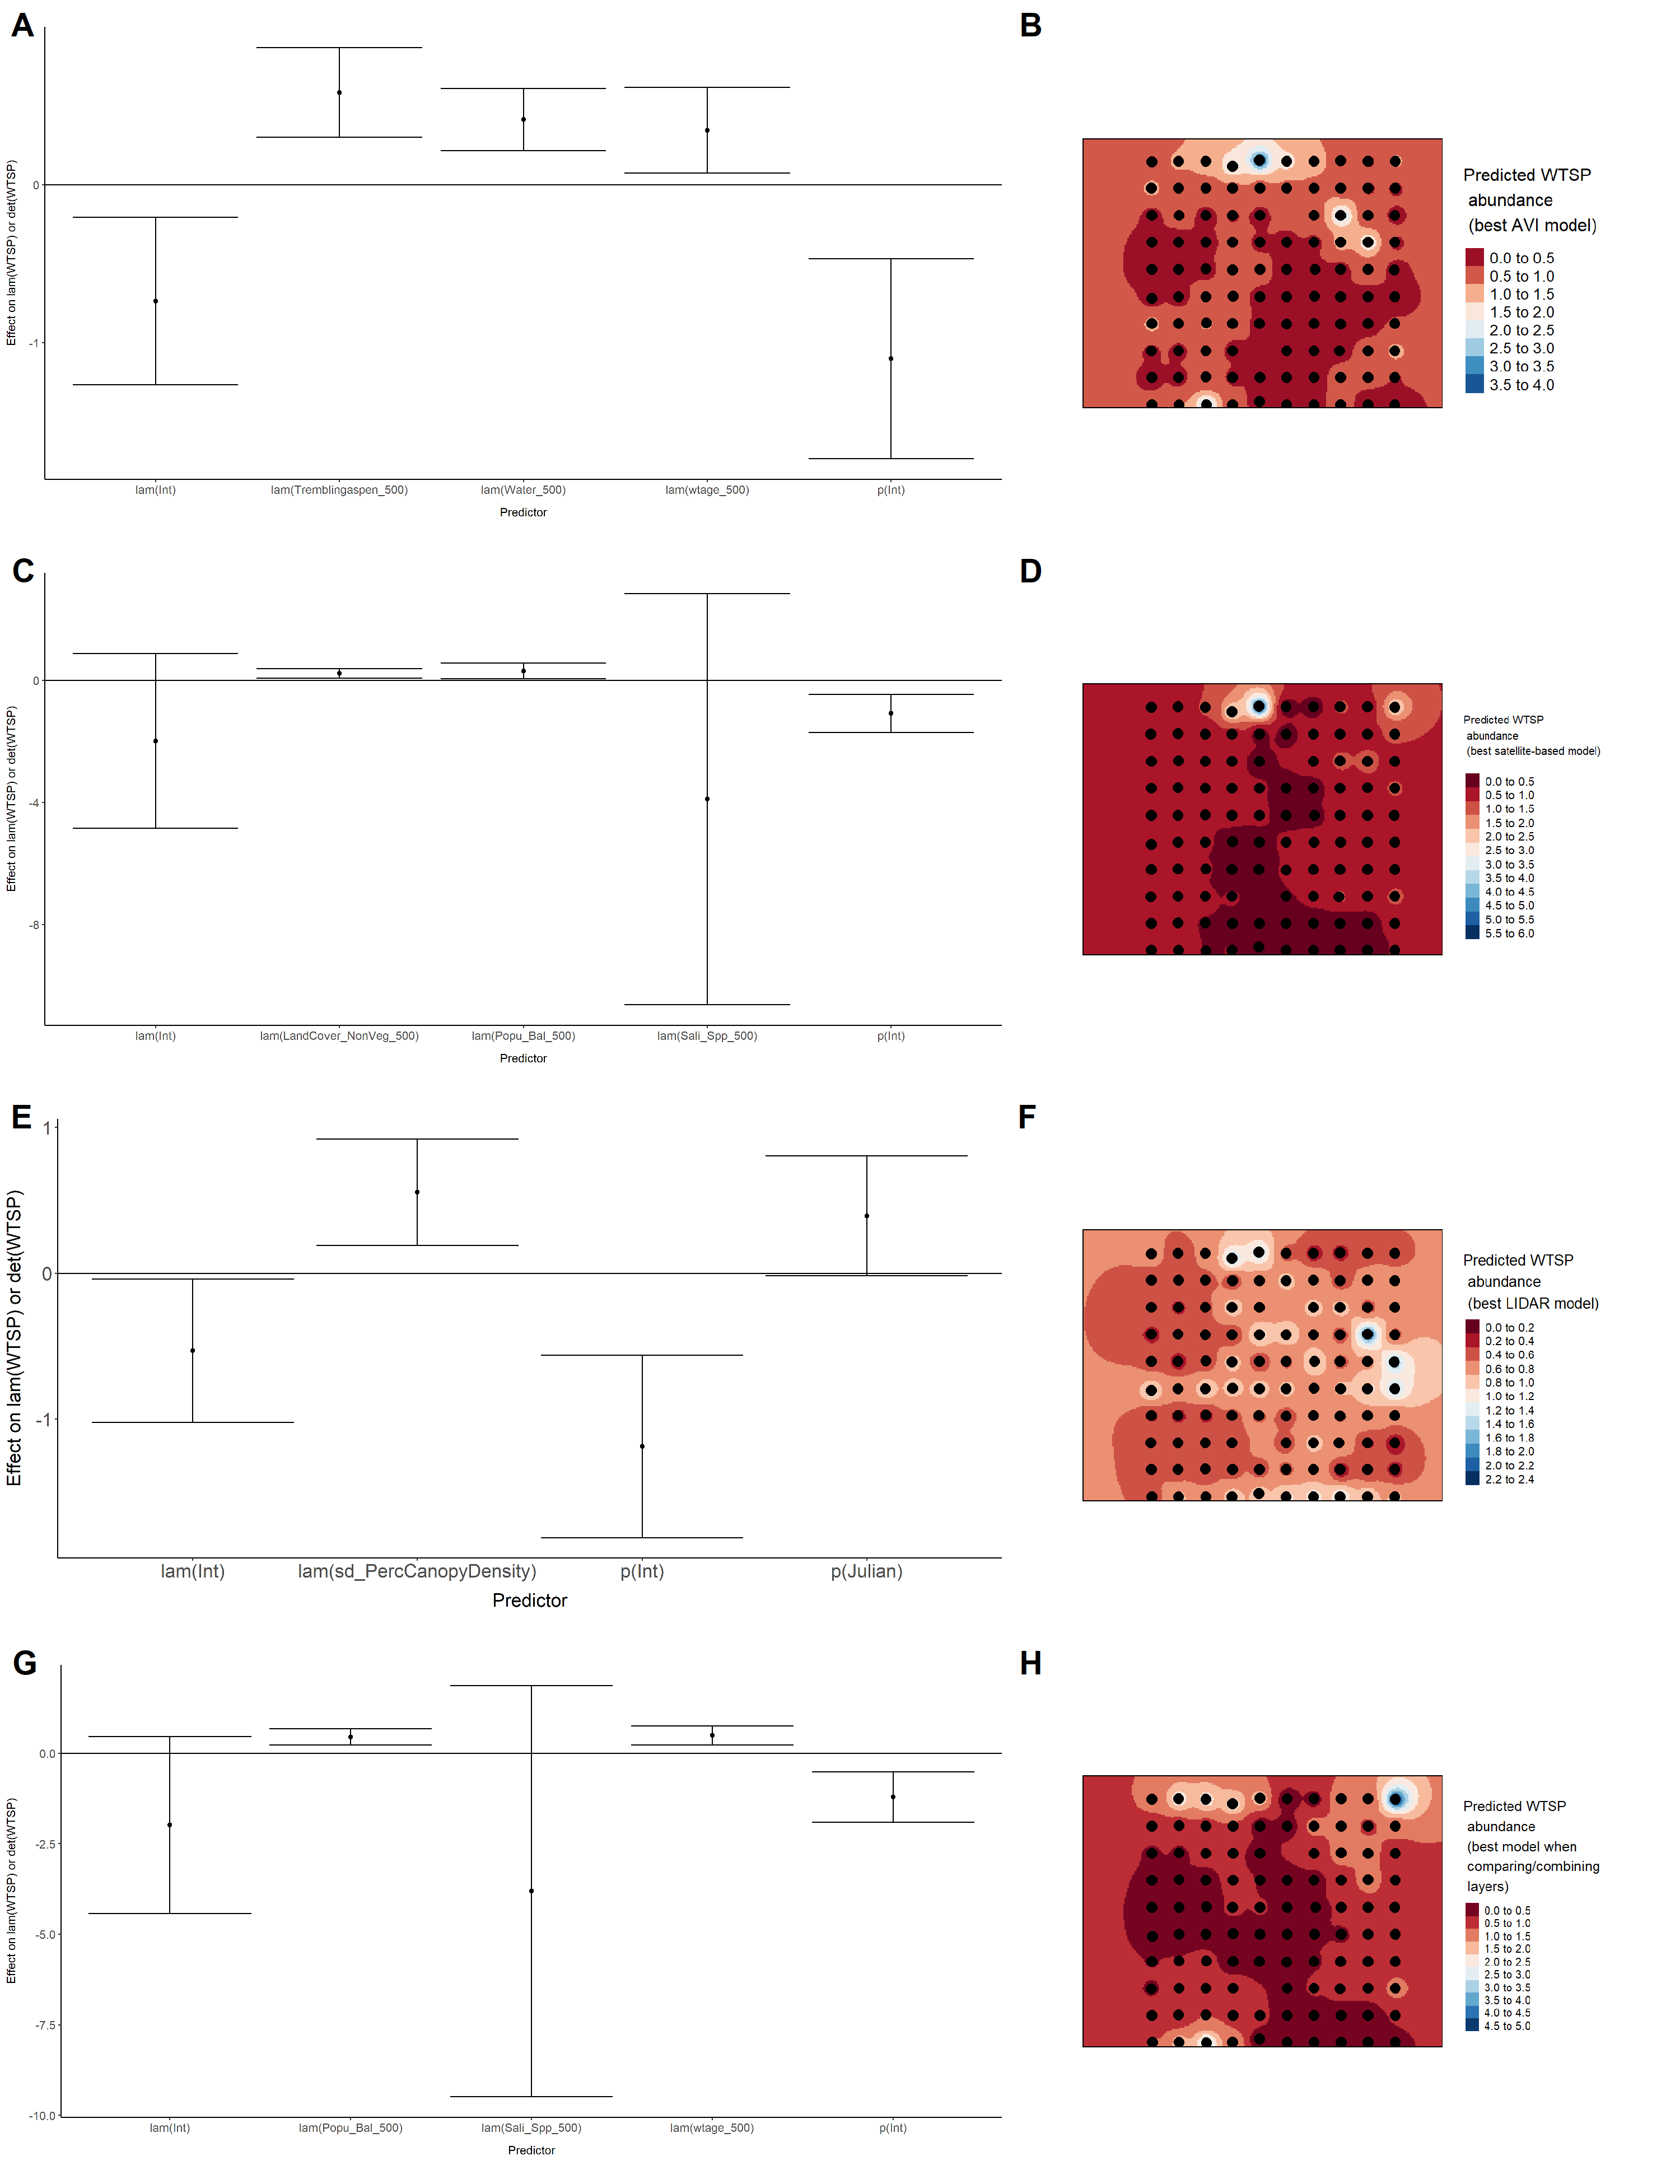 A
B
Effect on lam(WTSP) or det(WTSP)
0
-1
lam(Int)
lam(Tremblingaspen_500)
lam(Water_500)
lam(wtage_500)
p(Int)
Predictor
Predicted WTSP
abundance
(best AVI model)
0.0 to 0.5
0.5 to 1.0
1.0 to 1.5
1.5 to 2.0
2.0 to 2.5
2.5 to 3.0
3.0 to 3.5
3.5 to 4.0
C
D
Effect on lam(WTSP) or det(WTSP)
0
-4
-8
lam(Int)
lam(LandCover_NonVeg_500)
lam(Popu_Bal_500)
lam(Sali_Spp_500)
p(Int)
Predictor
Predicted WTSP
abundance
(best satellite-based model)
0.0 to 0.5
0.5 to 1.0
1.0 to 1.5
1.5 to 2.0
2.0 to 2.5
2.5 to 3.0
3.0 to 3.5
3.5 to 4.0
4.0 to 4.5
4.5 to 5.0
5.0 to 5.5
5.5 to 6.0
E
F
Effect on lam(WTSP) or det(WTSP)
1
0
-1
lam(Int)
lam(sd_PercCanopyDensity)
p(Int)
p(Julian)
Predictor
Predicted WTSP
abundance
(best LIDAR model)
0.0 to 0.2
0.2 to 0.4
0.4 to 0.6
0.6 to 0.8
0.8 to 1.0
1.0 to 1.2
1.2 to 1.4
1.4 to 1.6
1.6 to 1.8
1.8 to 2.0
2.0 to 2.2
2.2 to 2.4
G
H
Effect on lam(WTSP) or det(WTSP)
0.0
-2.5
-5.0
-7.5
-10.0
lam(Int)
lam(Popu_Bal_500)
lam(Sali_Spp_500)
lam(wtage_500)
p(Int)
Predictor
Predicted WTSP
abundance
(best model when
comparing/combining
layers)
0.0 to 0.5
0.5 to 1.0
1.0 to 1.5
1.5 to 2.0
2.0 to 2.5
2.5 to 3.0
3.0 to 3.5
3.5 to 4.0
4.0 to 4.5
4.5 to 5.0